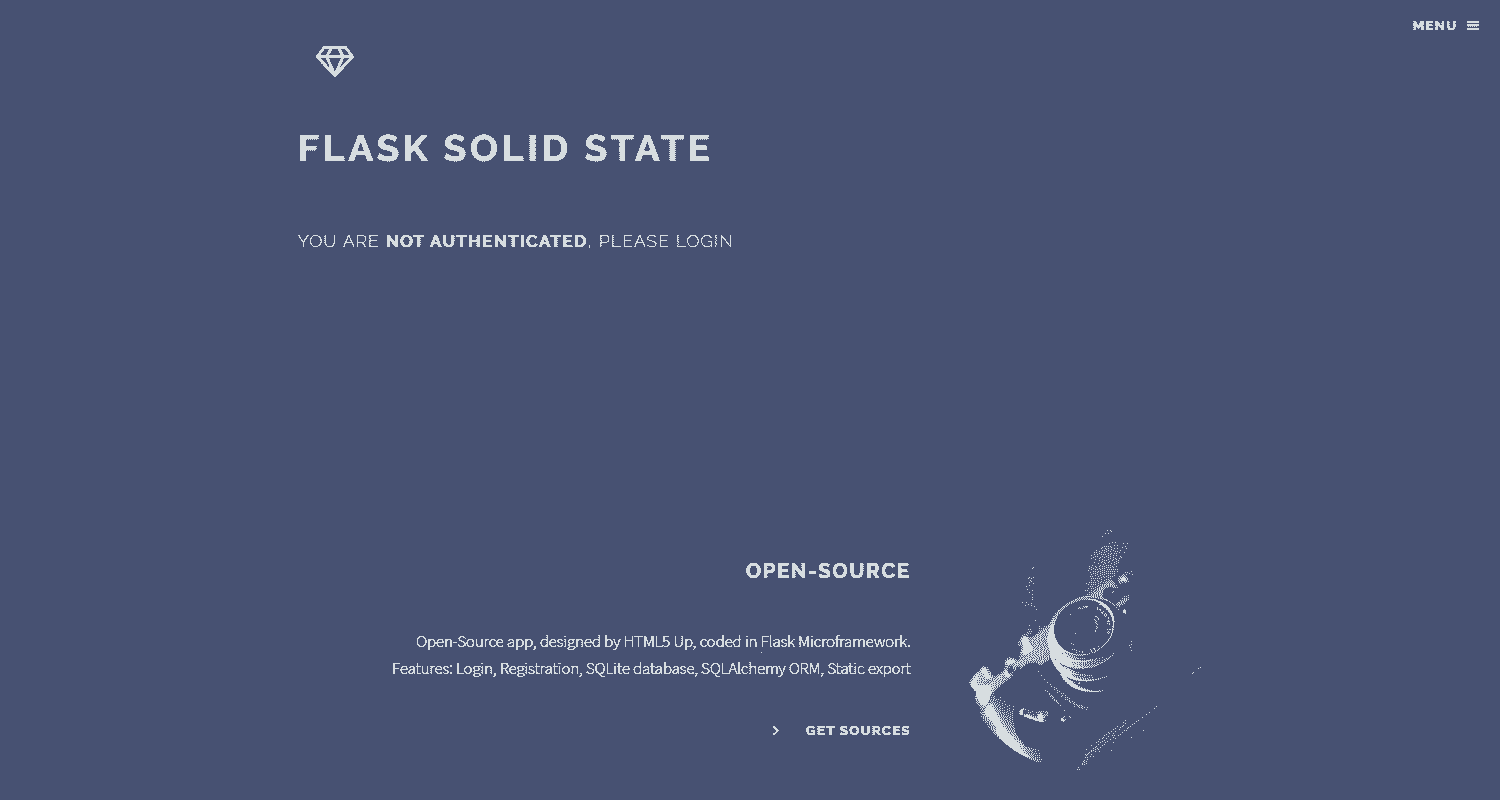 MENU
FLASK SOLID STATE
YOU ARE NOT AUTHENTICATED, PLEASE LOGIN
OPEN-SOURCE
Open-Source app, designed by HTML5 Up, coded in Flask Microframework.
Features: Login, Registration, SQLite database, SQLAlchemy ORM, Static export
GET SOURCES